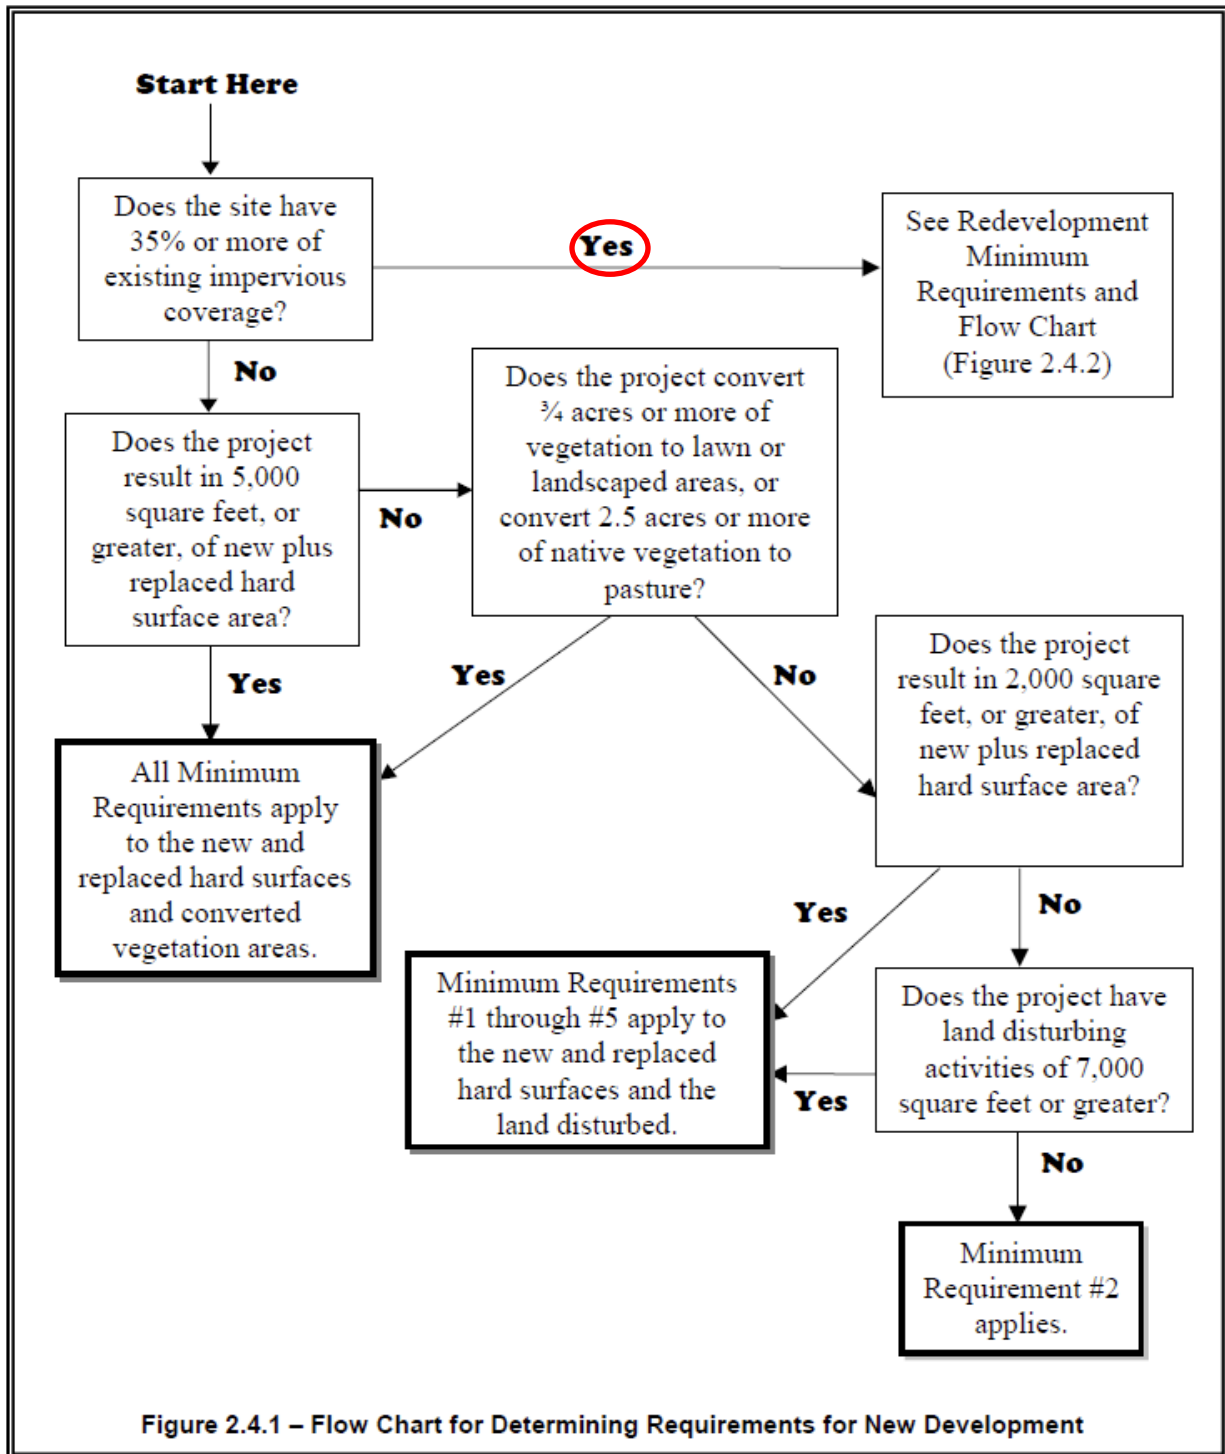 Start Here
Does the site have
35% or more of
existing impervious
coverage?
Yes
See Redevelopment
Minimum
Requirements and
Flow Chart
(Figure 2.4.2)
No
Does the project
result in 5,000
square feet, or
greater, of new plus
replaced hard
surface area?
No
Does the project convert
¾ acres or more of
vegetation to lawn or
landscaped areas, or
convert 2.5 acres or more
of native vegetation to
pasture?
Yes
Yes
No
Does the project
result in 2,000 square
feet, or greater, of
new plus replaced
hard surface area?
All Minimum
Requirements apply
to the new and
replaced hard surfaces
and converted
vegetation areas.
Yes
No
Minimum Requirements
#1 through #5 apply to
the new and replaced
hard surfaces and the
land disturbed.
Yes
Does the project have
land disturbing
activities of 7,000
square feet or greater?
No
Minimum
Requirement #2
applies.
Figure 2.4.1 – Flow Chart for Determining Requirements for New Development